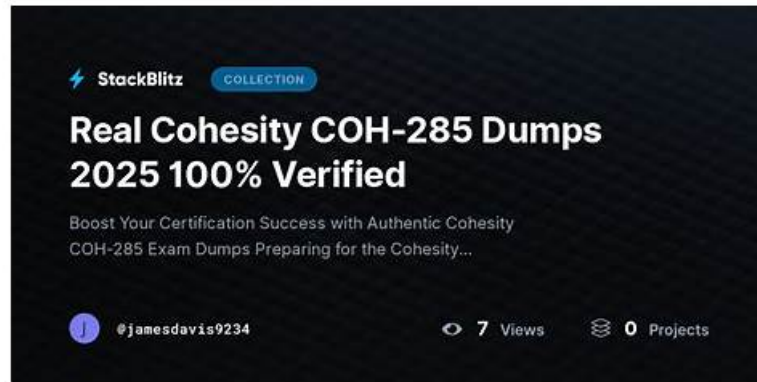 StackBlitz COLLECTION
Real Cohesity COH-285 Dumps
2025 100% Verified
Boost Your Certification Success with Authentic Cohesity
COH-285 Exam Dumps Preparing for the Cohesity...
J @jamesdavis9234 7 Views 0 Projects